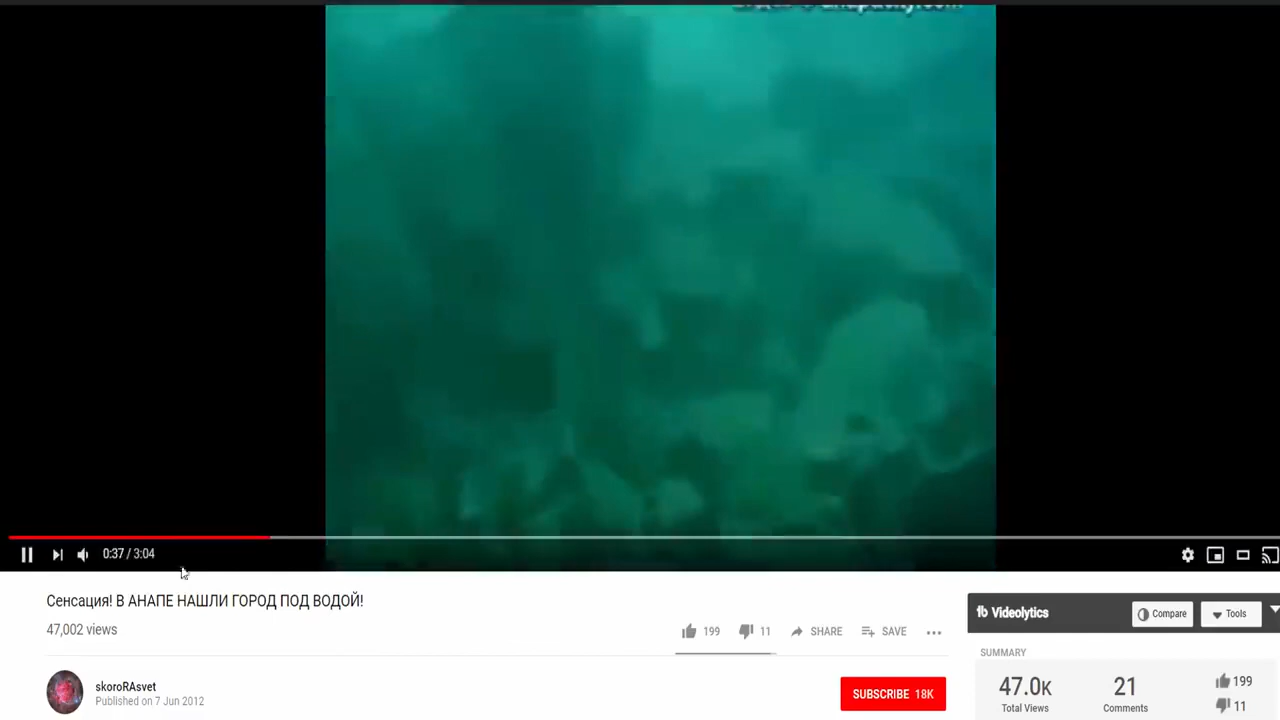 0:37 / 3:04
Сенсация! В АНАПЕ НАШЛИ ГОРОД ПОД ВОДОЙ!
47,002 views
199
11
SHARE
SAVE
skoroRAsvet
Published on 7 Jun 2012
SUBSCRIBE 18K
tb Videolytics
Compare
Tools
SUMMARY
47.0K
Total Views
21
Comments
199
11